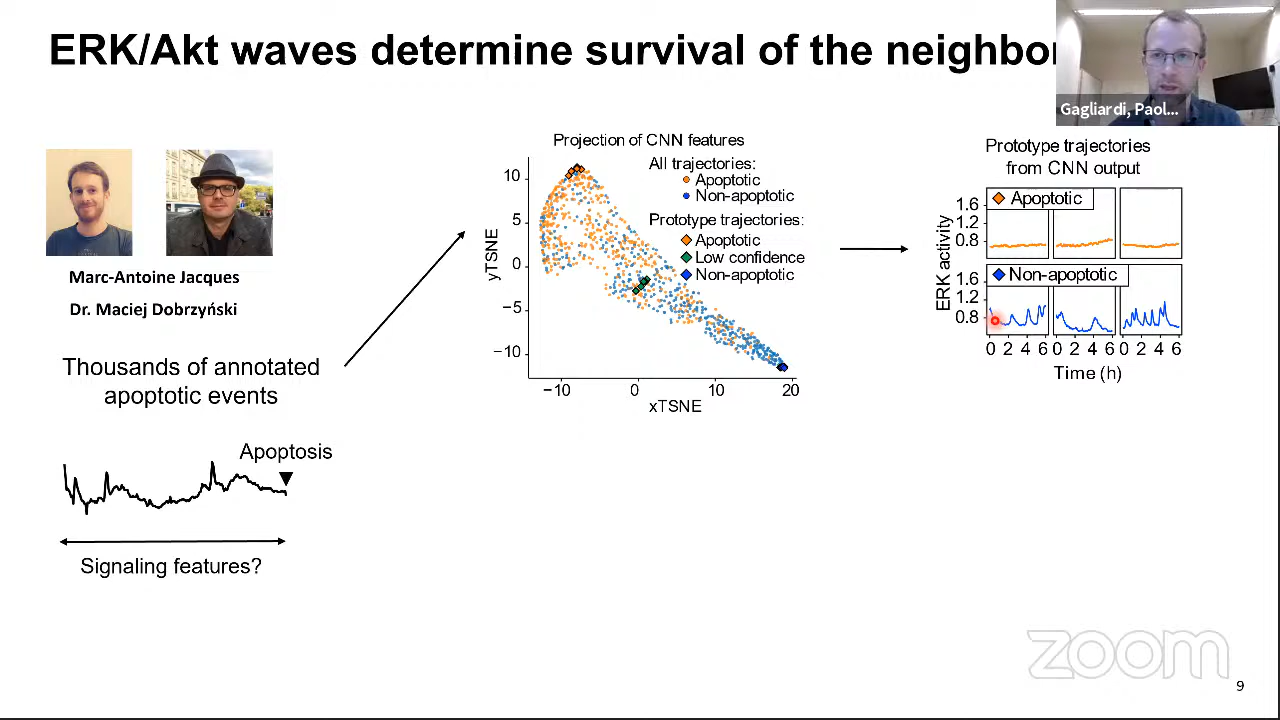 ERK/Akt waves determine survival of the neighbor
Gagliardi, Paol...
Marc-Antoine Jacques
Dr. Maciej Dobrzyński
Thousands of annotated
apoptotic events
Apoptosis
Signaling features?
Projection of CNN features
All trajectories:
Apoptotic
Non-apoptotic
Prototype trajectories:
Apoptotic
Low confidence
Non-apoptotic
yTSNE
10
5
0
−5
−10
−10 0 10 20
xTSNE
Prototype trajectories
from CNN output
ERK activity
1.6
1.2
0.8
Apoptotic
1.6
1.2
0.8
Non-apoptotic
0 2 4 6 0 2 4 6 0 2 4 6
Time (h)
zoom
9